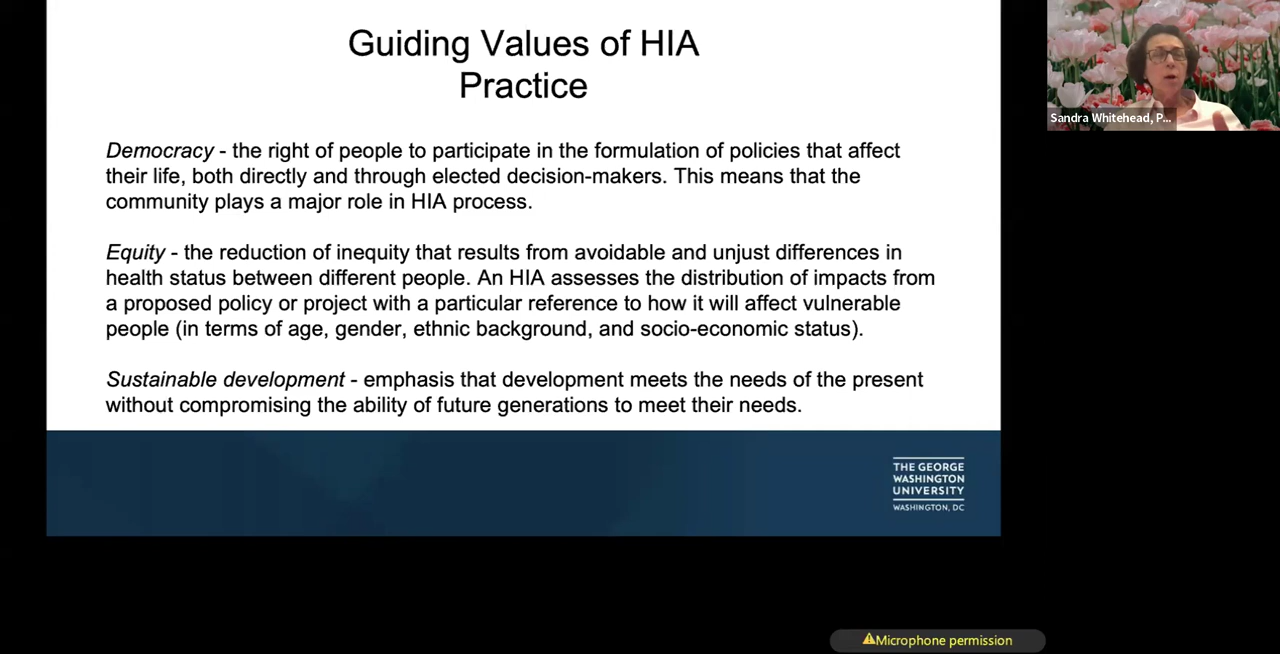 Guiding Values of HIA
Practice
Democracy - the right of people to participate in the formulation of policies that affect
their life, both directly and through elected decision-makers. This means that the
community plays a major role in HIA process.
Equity - the reduction of inequity that results from avoidable and unjust differences in
health status between different people. An HIA assesses the distribution of impacts from
a proposed policy or project with a particular reference to how it will affect vulnerable
people (in terms of age, gender, ethnic background, and socio-economic status).
Sustainable development - emphasis that development meets the needs of the present
without compromising the ability of future generations to meet their needs.
THE GEORGE
WASHINGTON
UNIVERSITY
WASHINGTON, DC
Sandra Whitehead, P...
Microphone permission